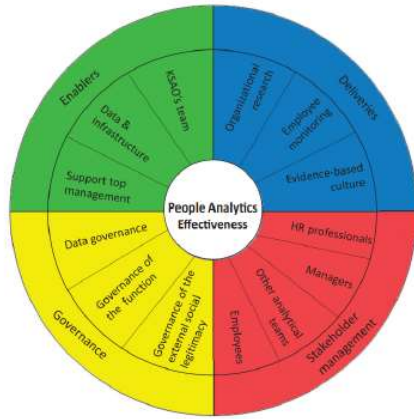 Enablers
Support top
management
Data &
infrastructure
KSAO's team
Deliveries
Organizational
research
Employee
monitoring
Evidence-based
culture
People Analytics
Effectiveness
Governance
Data governance
Governance of
the function
Governance of the
external social
legitimacy
Stakeholder
management
HR professionals
Managers
Other analytical
teams
Employees